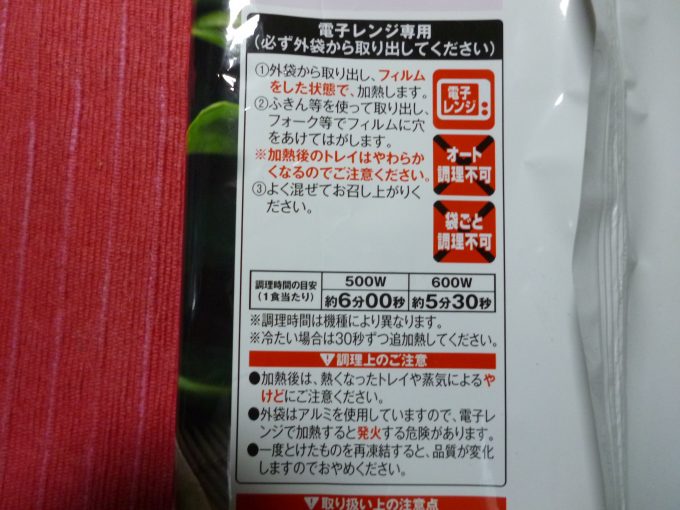 電子レンジ専用
(必ず外袋から取り出してください)
①外袋から取り出し、フィルム
をした状態で、加熱します。
②ふきん等を使って取り出し、
フォーク等でフィルムに穴
をあけてはがします。
※加熱後のトレイはやわらか
くなるのでご注意ください。
③よく混ぜてお召し上がりく
ださい。
電子
レンジ
オート
調理不可
袋ごと
調理不可
調理時間の目安
(1食当たり)
500W
600W
約6分00秒
約5分30秒
※調理時間は機種により異なります。
※冷たい場合は30秒ずつ追加熱してください。
調理上のご注意
●加熱後は、熱くなったトレイや蒸気によるや
けどにご注意ください。
●外袋はアルミを使用していますので、電子レ
ンジで加熱すると発火する危険があります。
●一度とけたものを再凍結すると、品質が変化
しますのでおやめください。
取り扱い上の注意点